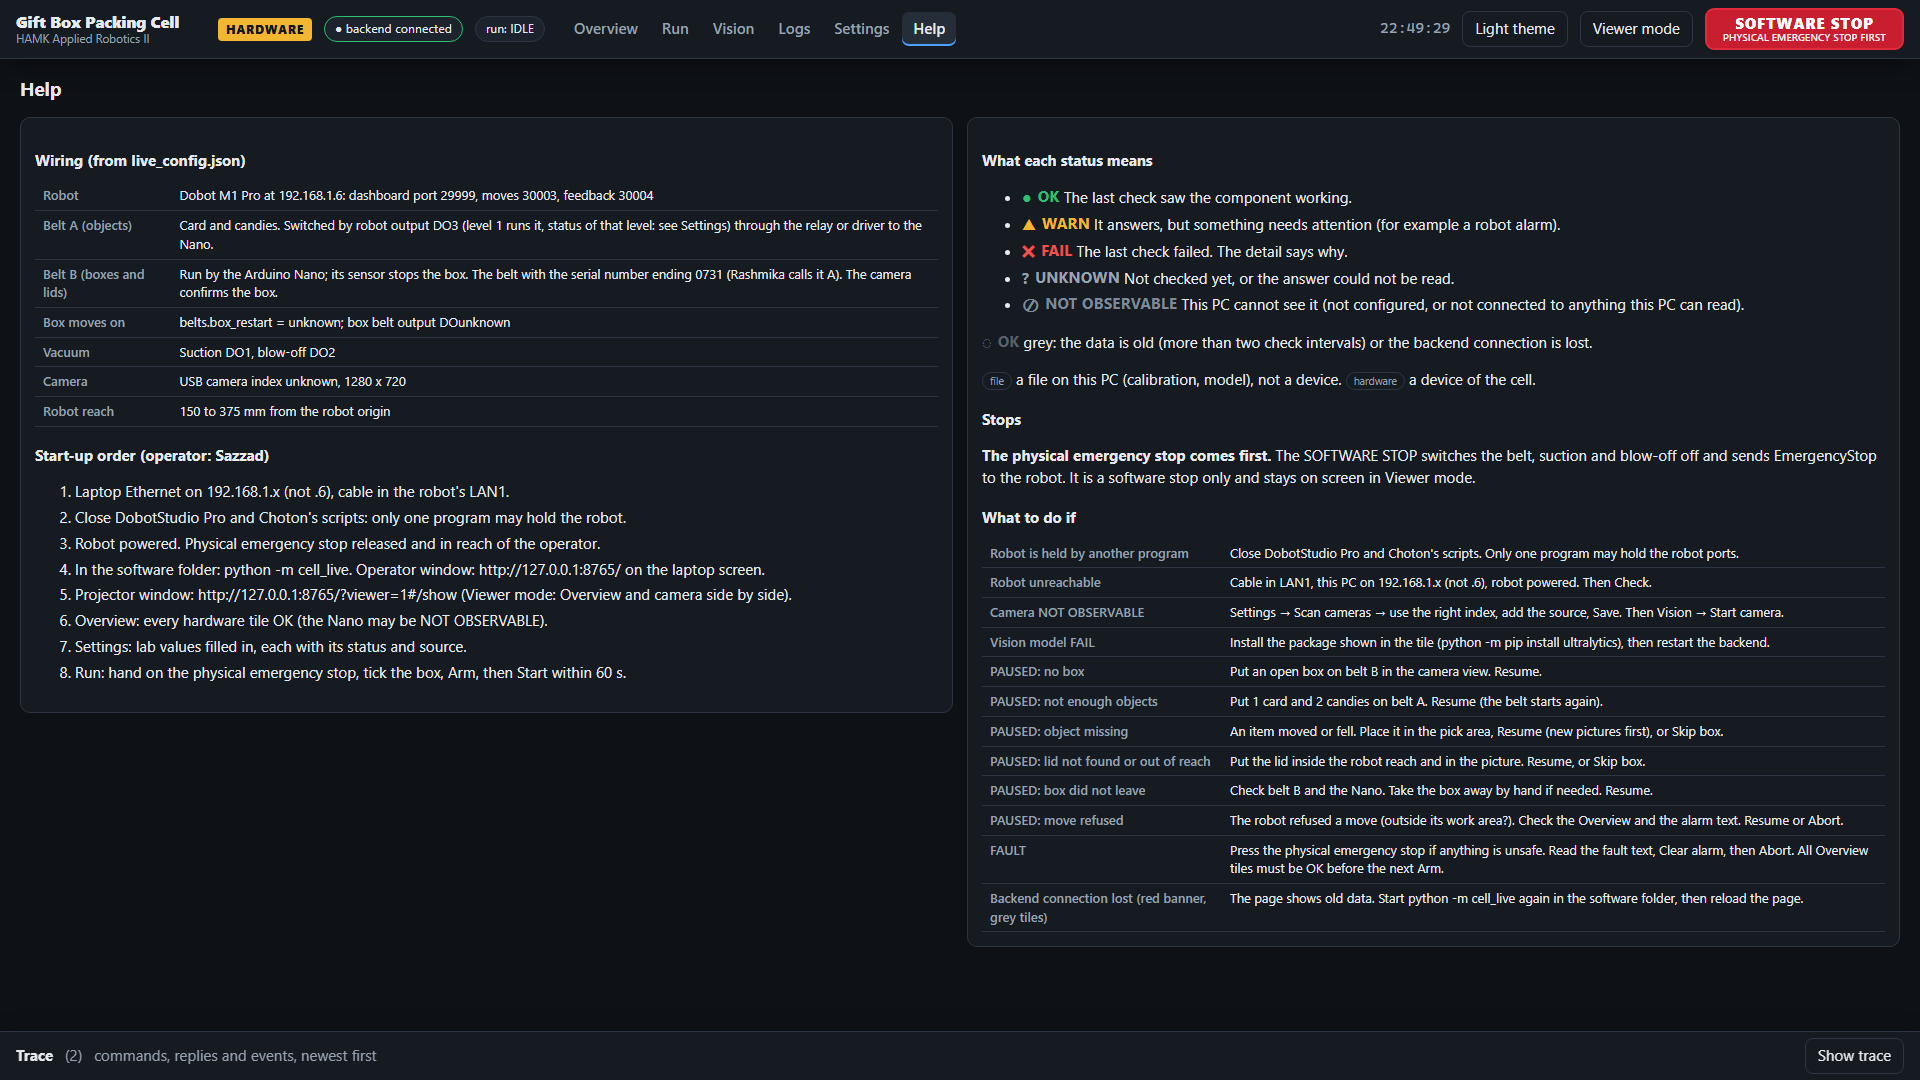 Gift Box Packing Cell
HAMK Applied Robotics II
HARDWARE
● backend connected
run: IDLE
Overview
Run
Vision
Logs
Settings
Help
22:49:29
Light theme
Viewer mode
SOFTWARE STOP
PHYSICAL EMERGENCY STOP FIRST
Help
Wiring (from live_config.json)
Robot Dobot M1 Pro at 192.168.1.6: dashboard port 29999, moves 30003, feedback 30004
Belt A (objects) Card and candies. Switched by robot output DO3 (level 1 runs it, status of that level: see Settings) through the relay or driver to the
Nano.
Belt B (boxes and Run by the Arduino Nano; its sensor stops the box. The belt with the serial number ending 0731 (Rashmika calls it A). The camera
lids) confirms the box.
Box moves on belts.box_restart = unknown; box belt output DOunknown
Vacuum Suction DO1, blow-off DO2
Camera USB camera index unknown, 1280 x 720
Robot reach 150 to 375 mm from the robot origin
Start-up order (operator: Sazzad)
1. Laptop Ethernet on 192.168.1.x (not .6), cable in the robot's LAN1.
2. Close DobotStudio Pro and Choton's scripts: only one program may hold the robot.
3. Robot powered. Physical emergency stop released and in reach of the operator.
4. In the software folder: python -m cell_live. Operator window: http://127.0.0.1:8765/ on the laptop screen.
5. Projector window: http://127.0.0.1:8765/?viewer=1#/show (Viewer mode: Overview and camera side by side).
6. Overview: every hardware tile OK (the Nano may be NOT OBSERVABLE).
7. Settings: lab values filled in, each with its status and source.
8. Run: hand on the physical emergency stop, tick the box, Arm, then Start within 60 s.
What each status means
● OK The last check saw the component working.
▲ WARN It answers, but something needs attention (for example a robot alarm).
✖ FAIL The last check failed. The detail says why.
? UNKNOWN Not checked yet, or the answer could not be read.
⊘ NOT OBSERVABLE This PC cannot see it (not configured, or not connected to anything this PC can read).
◌ OK grey: the data is old (more than two check intervals) or the backend connection is lost.
file a file on this PC (calibration, model), not a device. hardware a device of the cell.
Stops
The physical emergency stop comes first. The SOFTWARE STOP switches the belt, suction and blow-off off and sends EmergencyStop
to the robot. It is a software stop only and stays on screen in Viewer mode.
What to do if
Robot is held by another program Close DobotStudio Pro and Choton's scripts. Only one program may hold the robot ports.
Robot unreachable Cable in LAN1, this PC on 192.168.1.x (not .6), robot powered. Then Check.
Camera NOT OBSERVABLE Settings → Scan cameras → use the right index, add the source, Save. Then Vision → Start camera.
Vision model FAIL Install the package shown in the tile (python -m pip install ultralytics), then restart the backend.
PAUSED: no box Put an open box on belt B in the camera view. Resume.
PAUSED: not enough objects Put 1 card and 2 candies on belt A. Resume (the belt starts again).
PAUSED: object missing An item moved or fell. Place it in the pick area, Resume (new pictures first), or Skip box.
PAUSED: lid not found or out of reach Put the lid inside the robot reach and in the picture. Resume, or Skip box.
PAUSED: box did not leave Check belt B and the Nano. Take the box away by hand if needed. Resume.
PAUSED: move refused The robot refused a move (outside its work area?). Check the Overview and the alarm text. Resume or Abort.
FAULT Press the physical emergency stop if anything is unsafe. Read the fault text, Clear alarm, then Abort. All Overview
tiles must be OK before the next Arm.
Backend connection lost (red banner, The page shows old data. Start python -m cell_live again in the software folder, then reload the page.
grey tiles)
Trace (2) commands, replies and events, newest first
Show trace